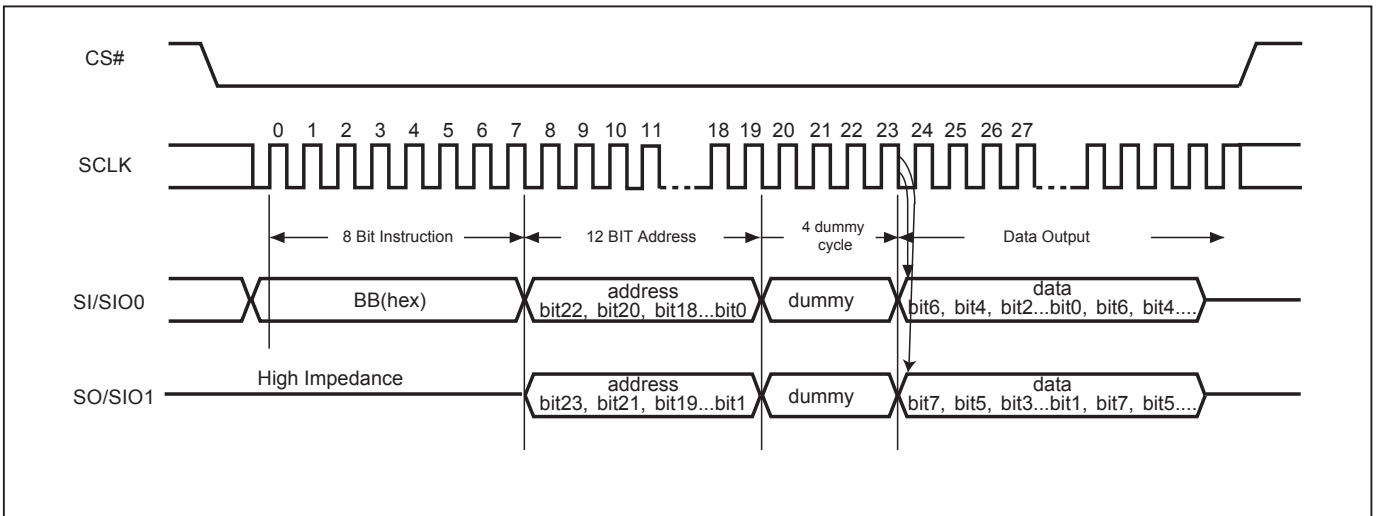 CS#
0 1 2 3 4 5 6 7 8 9 10 11 18 19 20 21 22 23 24 25 26 27
SCLK
8 Bit Instruction
12 BIT Address
4 dummy
cycle
Data Output
SI/SIO0
BB(hex)
address
bit22, bit20, bit18...bit0
dummy
data
bit6, bit4, bit2...bit0, bit6, bit4....
SO/SIO1
High Impedance
address
bit23, bit21, bit19...bit1
dummy
data
bit7, bit5, bit3...bit1, bit7, bit5....